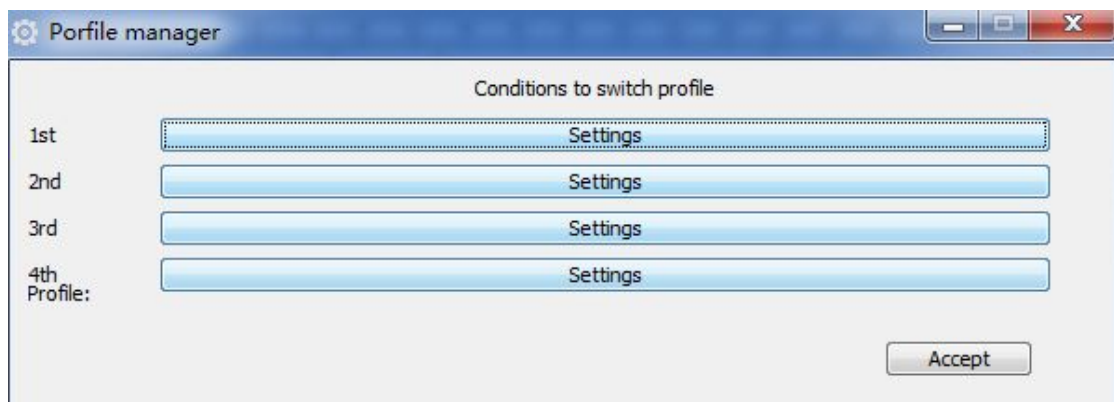 Porfile manager
Conditions to switch profile
1st
Settings
2nd
Settings
3rd
Settings
4th
Profile:
Settings
Accept